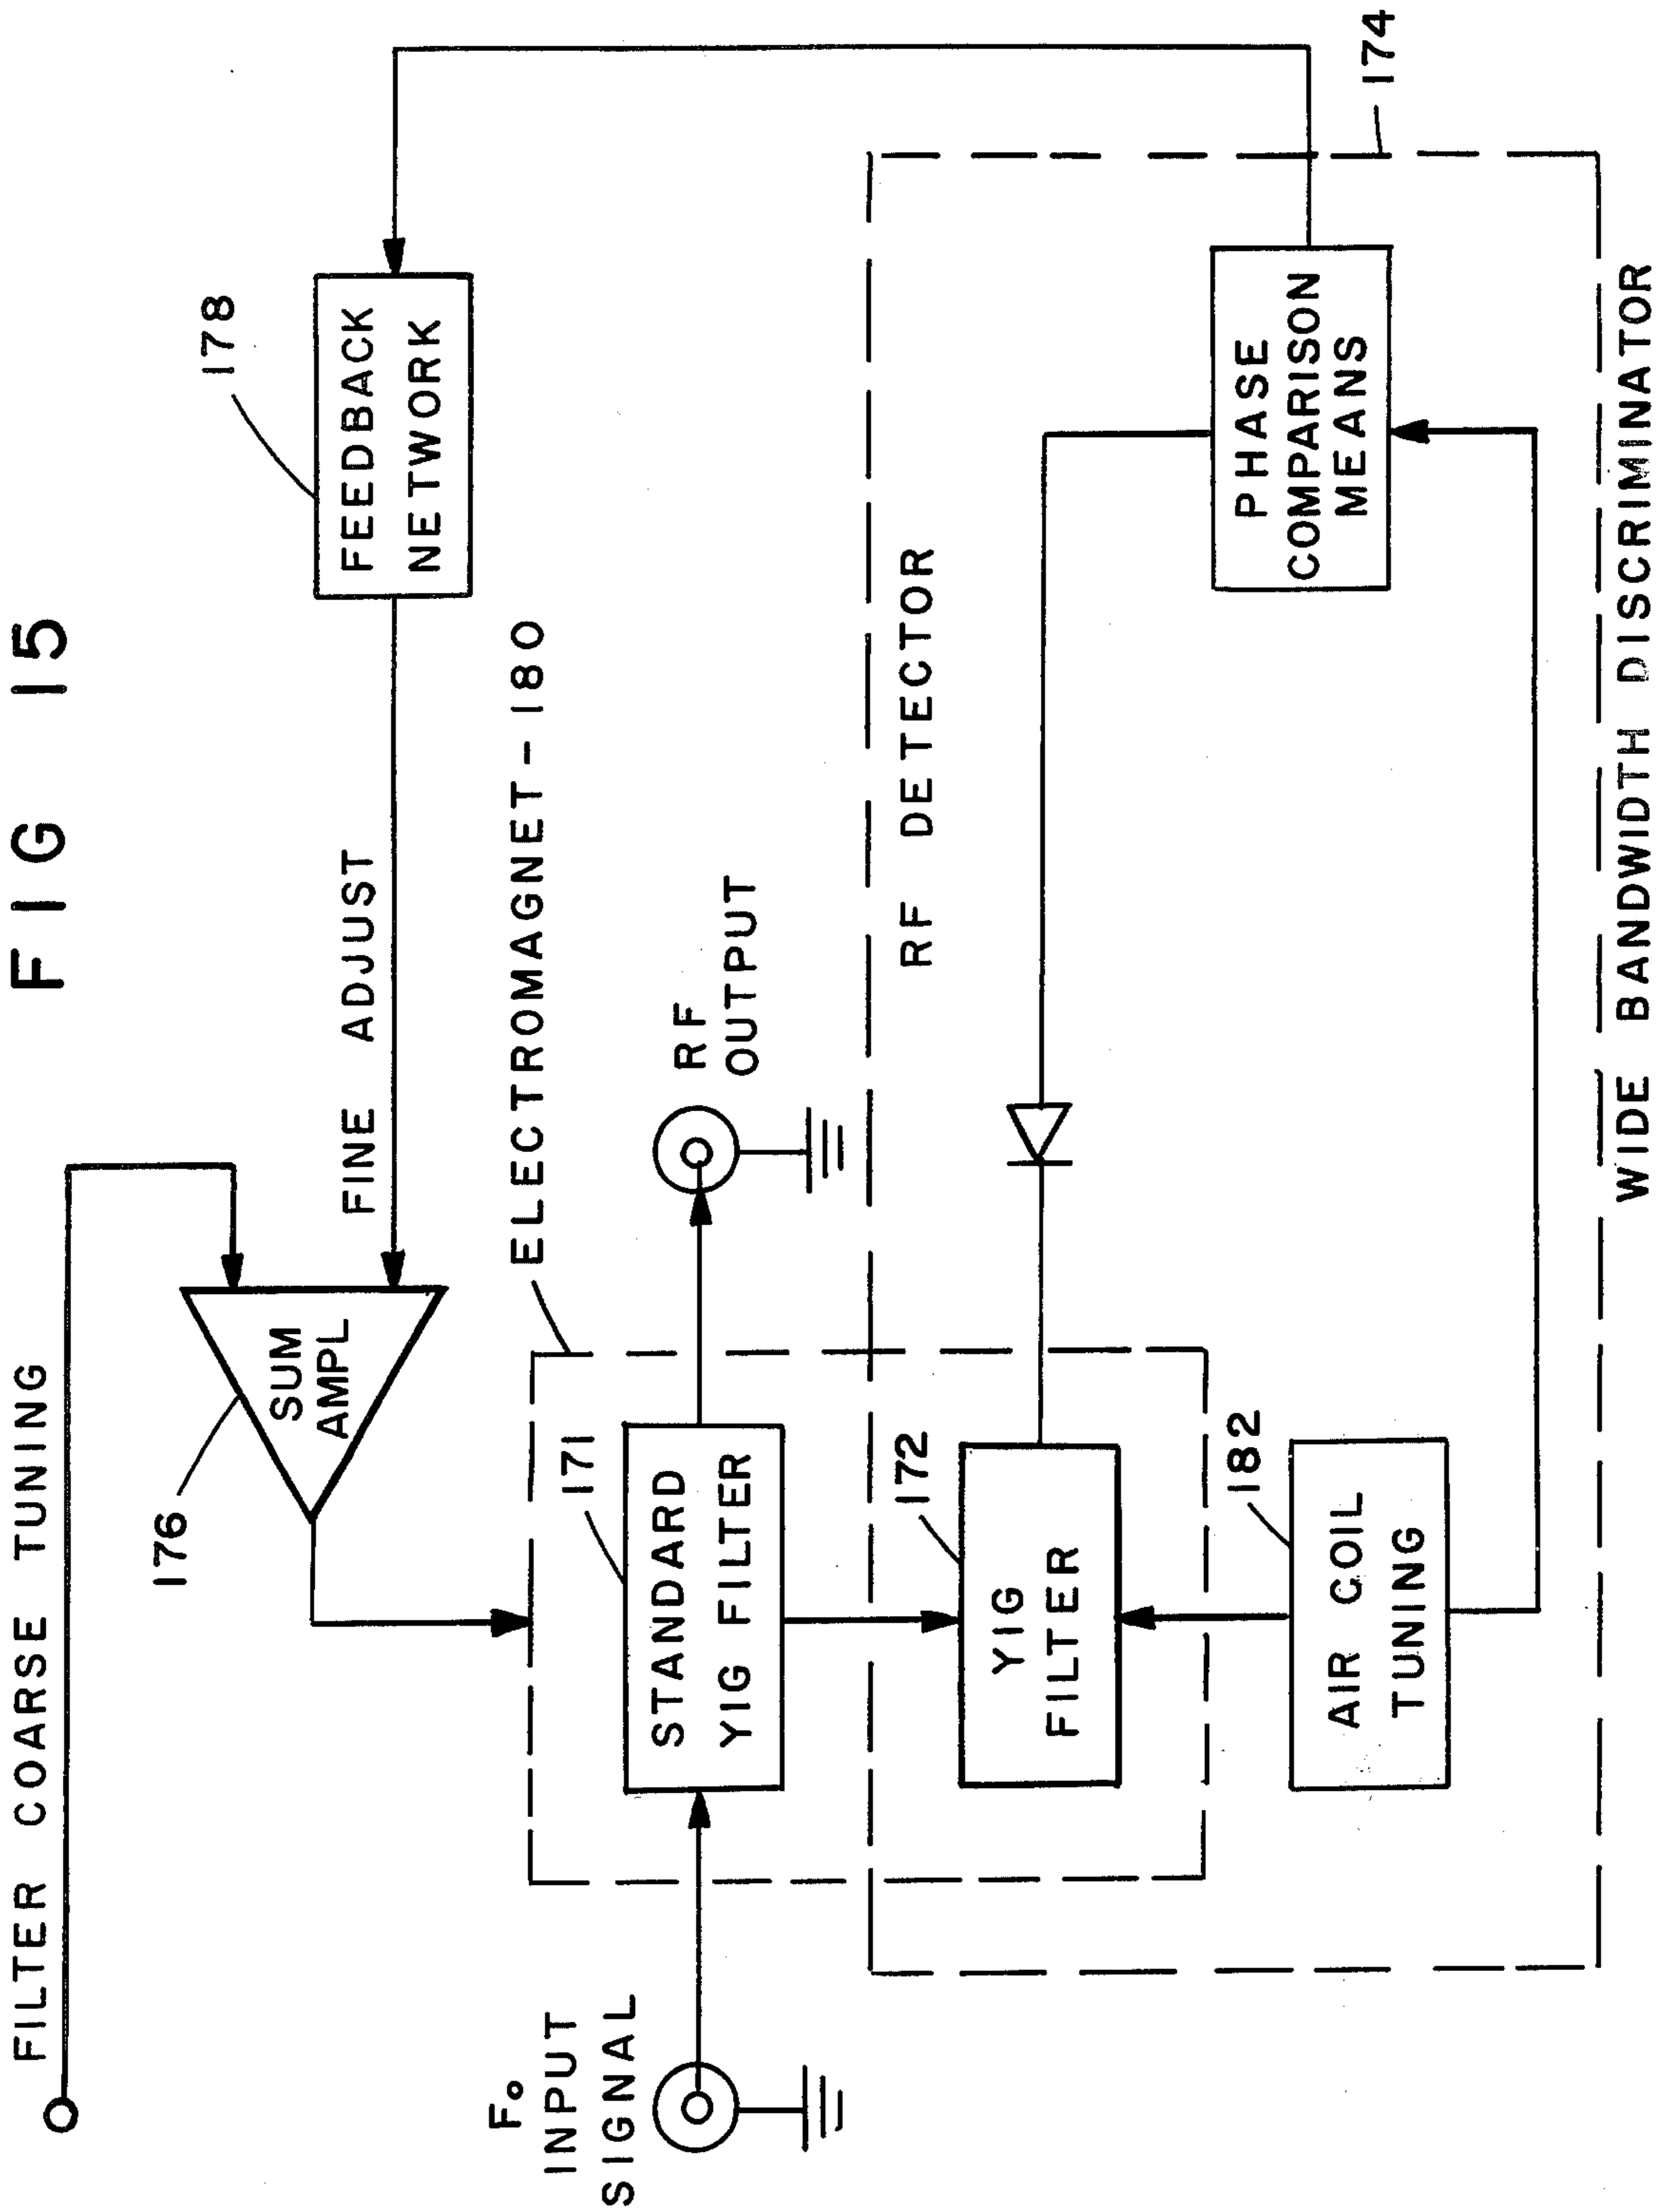 FIG 15
FILTER COARSE TUNING
176
SUM
AMPL
FINE ADJUST
178
FEEDBACK
NETWORK
ELECTROMAGNET-180
F₀
INPUT
SIGNAL
171
STANDARD
YIG FILTER
RF
OUTPUT
RF DETECTOR
172
YIG
FILTER
182
AIR COIL
TUNING
PHASE
COMPARISON
MEANS
174
WIDE BANDWIDTH DISCRIMINATOR